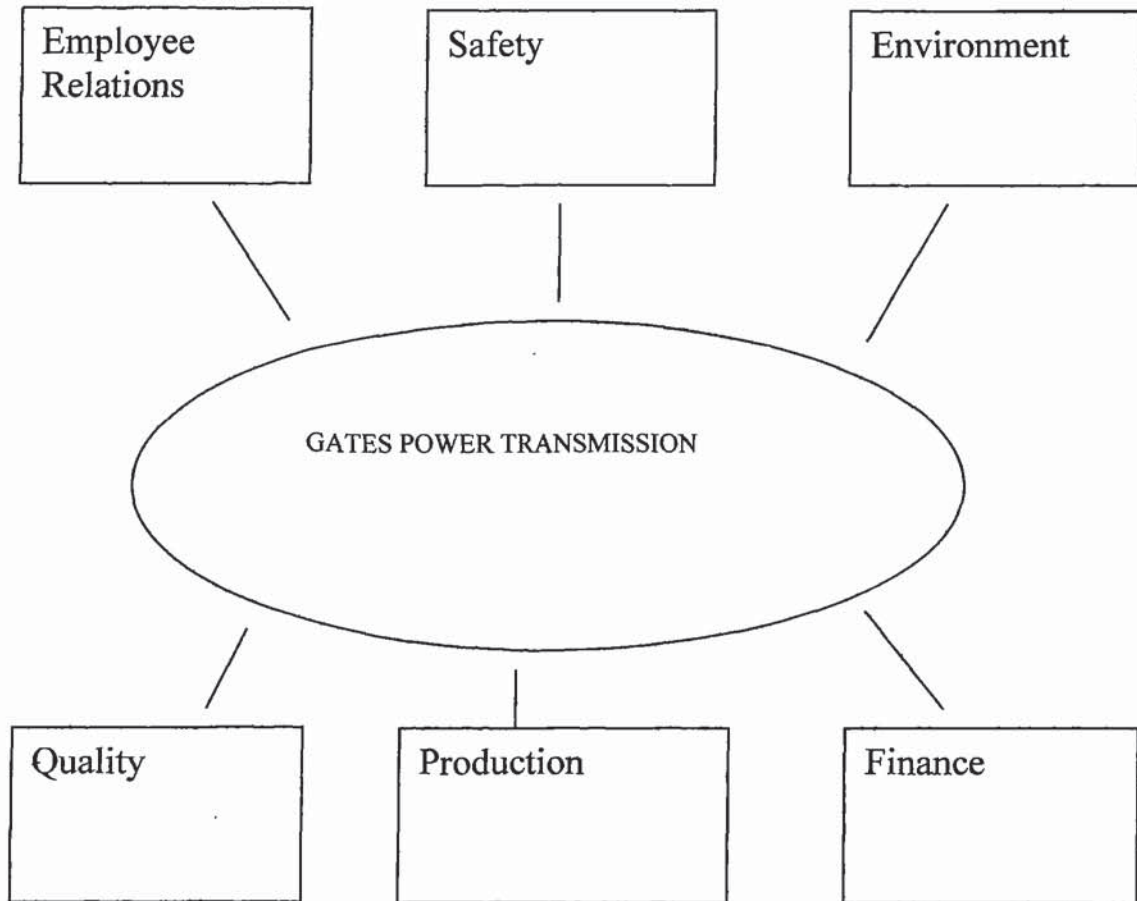 Employee
Relations
Safety
Environment
GATES POWER TRANSMISSION
Quality
Production
Finance